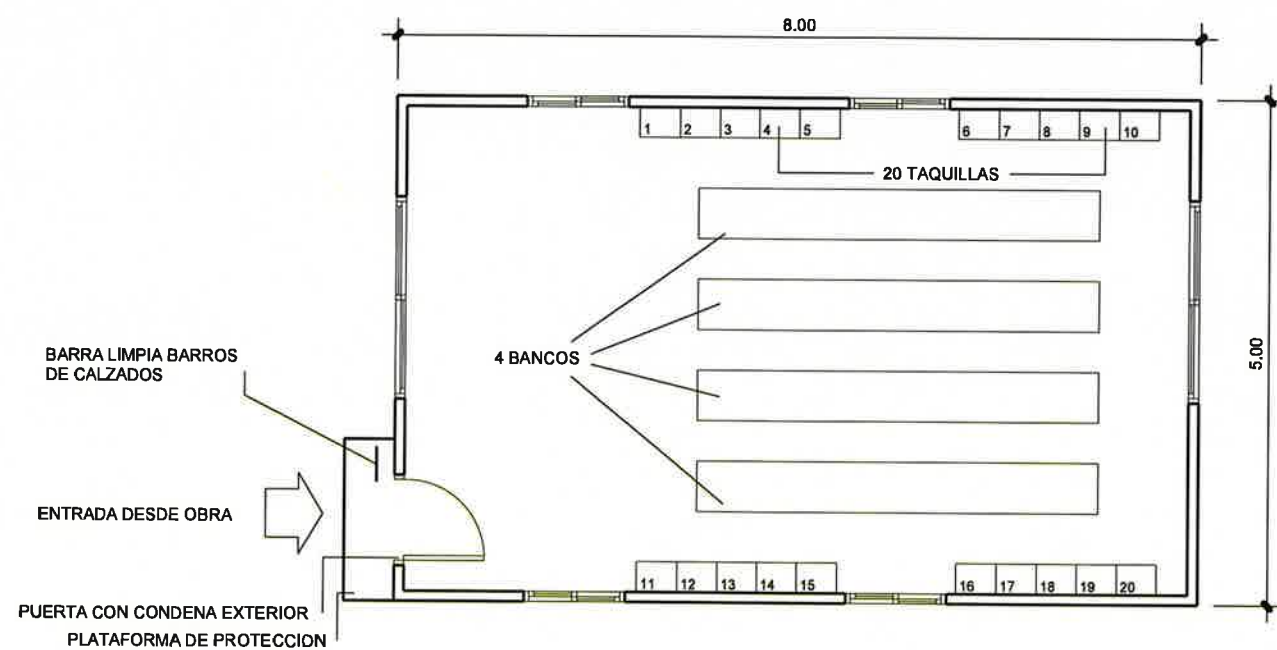 8.00
1 2 3 4 5
6 7 8 9 10
20 TAQUILLAS
5.00
4 BANCOS
BARRA LIMPIA BARROS
DE CALZADOS
ENTRADA DESDE OBRA
11 12 13 14 15
16 17 18 19 20
PUERTA CON CONDENA EXTERIOR
PLATAFORMA DE PROTECCION